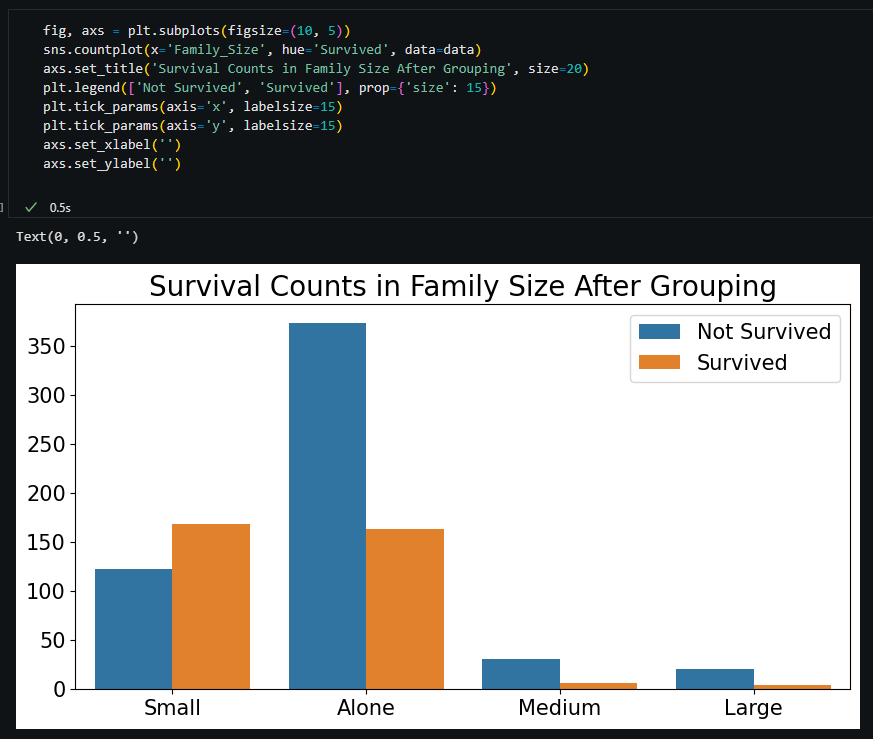 fig, axs = plt.subplots(figsize=(10, 5))
sns.countplot(x='Family_Size', hue='Survived', data=data)
axs.set_title('Survival Counts in Family Size After Grouping', size=20)
plt.legend(['Not Survived', 'Survived'], prop={'size': 15})
plt.tick_params(axis='x', labelsize=15)
plt.tick_params(axis='y', labelsize=15)
axs.set_xlabel('')
axs.set_ylabel('')
] 0.5s
Text(0, 0.5, '')
Survival Counts in Family Size After Grouping
Not Survived
Survived
350
300
250
200
150
100
50
0
Small Alone Medium Large